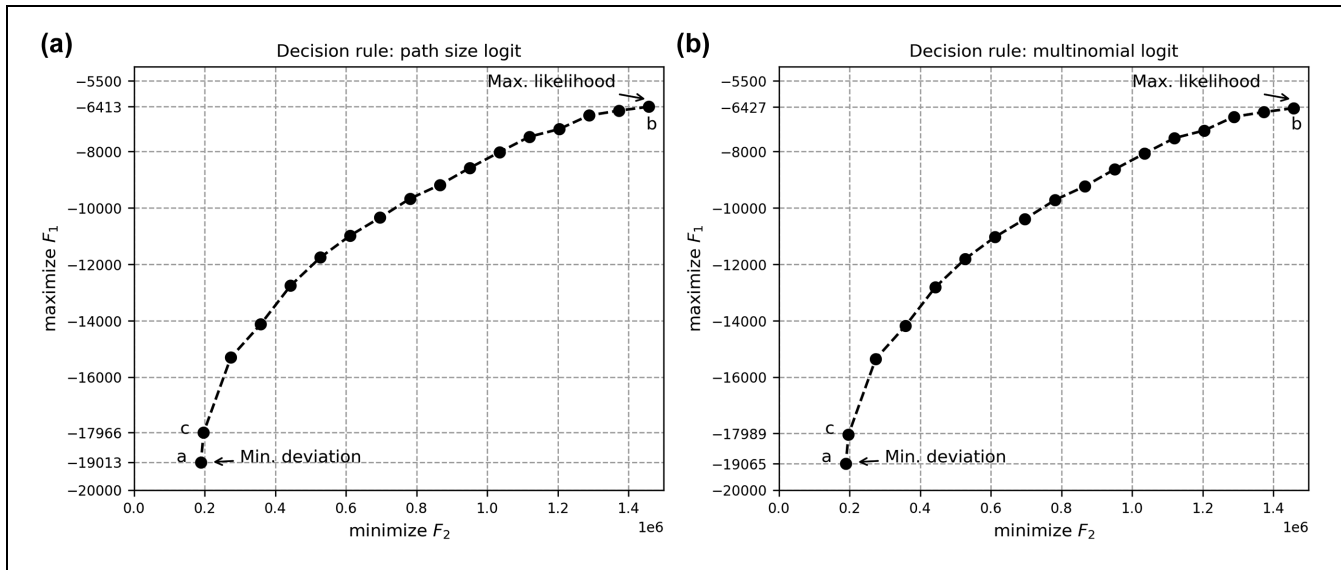 (a)
Decision rule: path size logit
maximize F₁
−5500
−6413
−8000
−10000
−12000
−14000
−16000
−17966
−19013
−20000
Max. likelihood
b
c
a
Min. deviation
0.0 0.2 0.4 0.6 0.8 1.0 1.2 1.4
1e6
minimize F₂
(b)
Decision rule: multinomial logit
maximize F₁
−5500
−6427
−8000
−10000
−12000
−14000
−16000
−17989
−19065
−20000
Max. likelihood
b
c
a
Min. deviation
0.0 0.2 0.4 0.6 0.8 1.0 1.2 1.4
1e6
minimize F₂